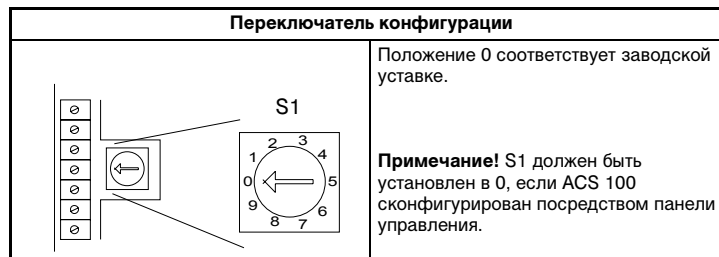 Переключатель конфигурации
Положение 0 соответствует заводской
уставке.
S1
0
1
2
3
4
5
6
7
8
9
Примечание! S1 должен быть
установлен в 0, если ACS 100
сконфигурирован посредством панели
управления.